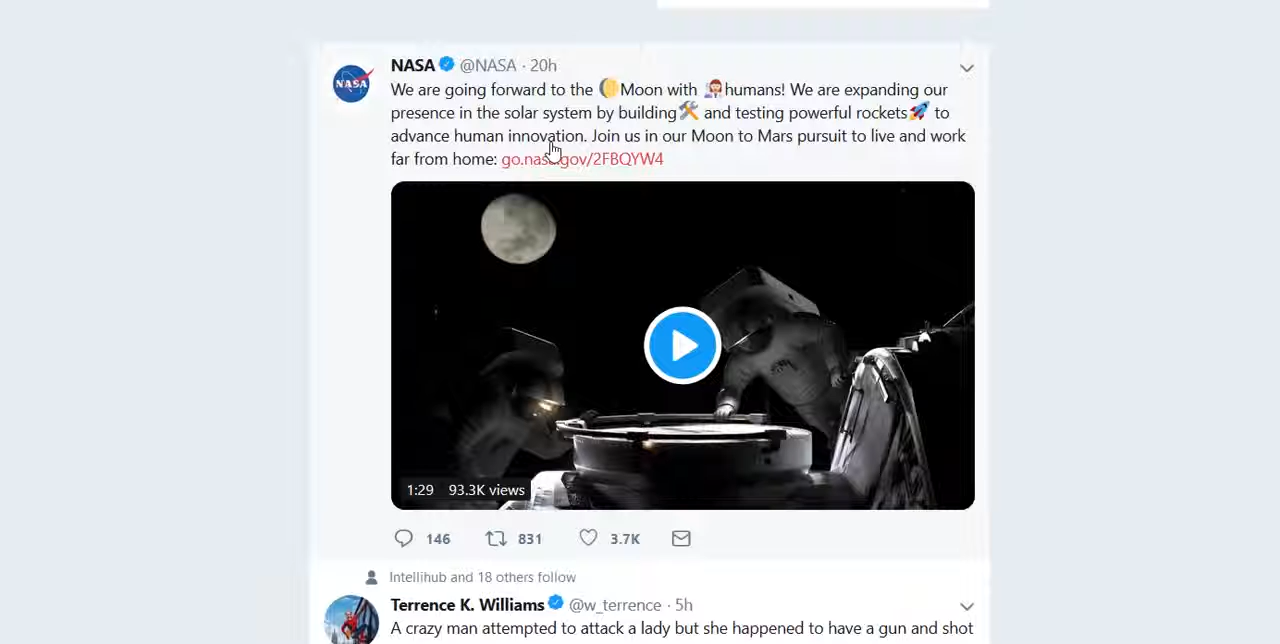 NASA @NASA · 20h
We are going forward to the 🌔Moon with 👩‍🚀humans! We are expanding our
presence in the solar system by building🛠 and testing powerful rockets🚀 to
advance human innovation. Join us in our Moon to Mars pursuit to live and work
far from home: go.nasa.gov/2FBQYW4
NASA
1:29 93.3K views
146 831 3.7K
Intellihub and 18 others follow
Terrence K. Williams @w_terrence · 5h
A crazy man attempted to attack a lady but she happened to have a gun and shot